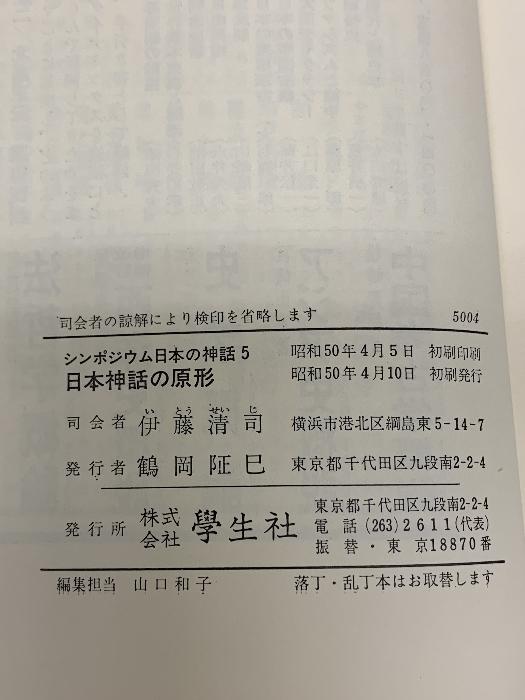 司会者の諒解により検印を省略します 5004
シンポジウム日本の神話 5 昭和50年4月5日 初刷印刷
日本神話の原形 昭和50年4月10日 初刷発行
い とう せい じ
司会者 伊藤清司 横浜市港北区綱島東5-14-7
発行者 鶴岡阷巳 東京都千代田区九段南2-2-4
発行所 株式会社 學生社 東京都千代田区九段南2-2-4
電話 (263) 2611(代表)
振替・東京18870番
編集担当 山口和子 落丁・乱丁本はお取替します